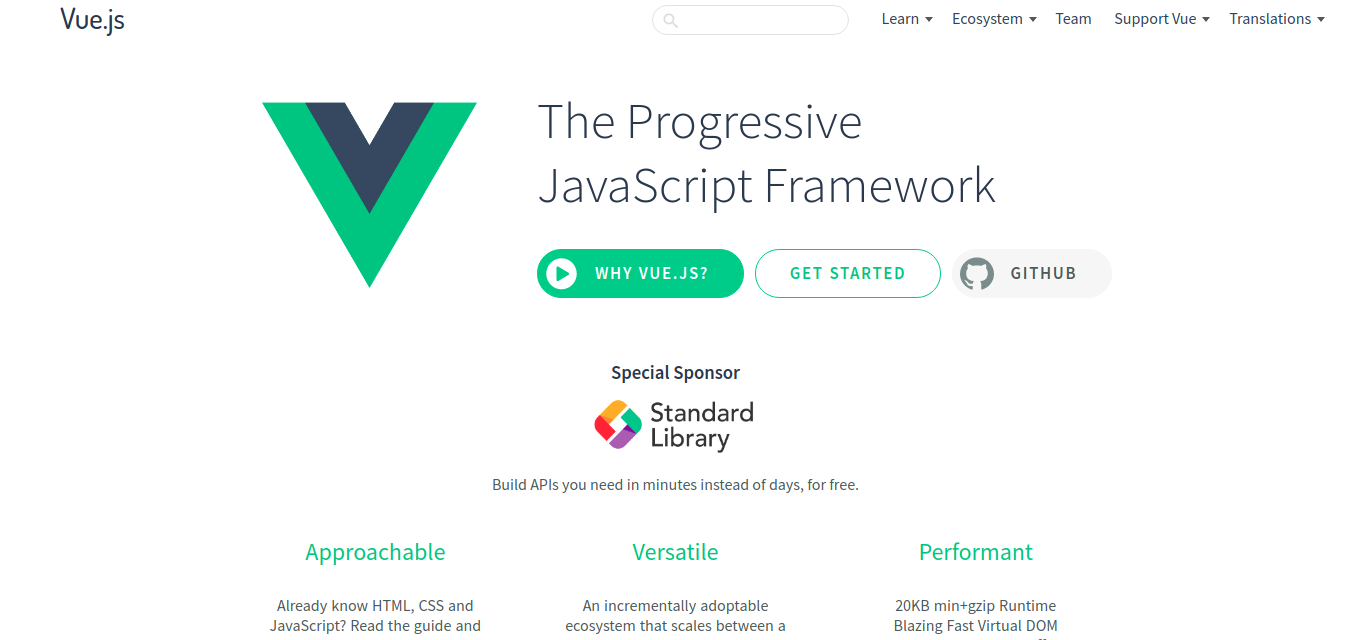 Vue.js
Learn
Ecosystem
Team
Support Vue
Translations
The Progressive
JavaScript Framework
WHY VUE.JS?
GET STARTED
GITHUB
Special Sponsor
Standard
Library
Build APIs you need in minutes instead of days, for free.
Approachable
Versatile
Performant
Already know HTML, CSS and
JavaScript? Read the guide and
An incrementally adoptable
ecosystem that scales between a
20KB min+gzip Runtime
Blazing Fast Virtual DOM